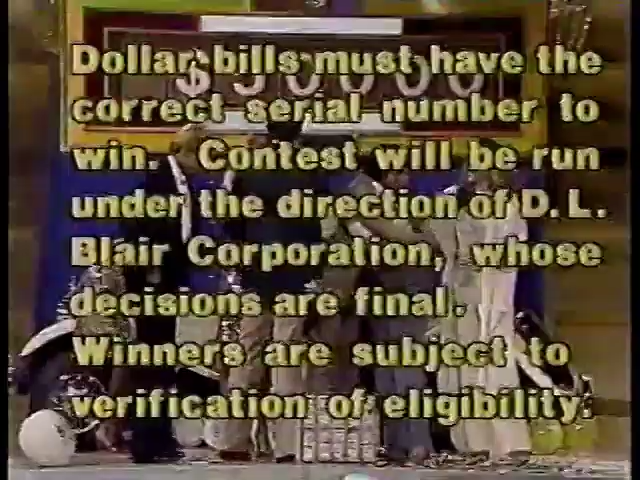 Dollar bills must have the
correct serial number to
win. Contest will be run
under the direction of D.L.
Blair Corporation, whose
decisions are final.
Winners are subject to
verification of eligibility.